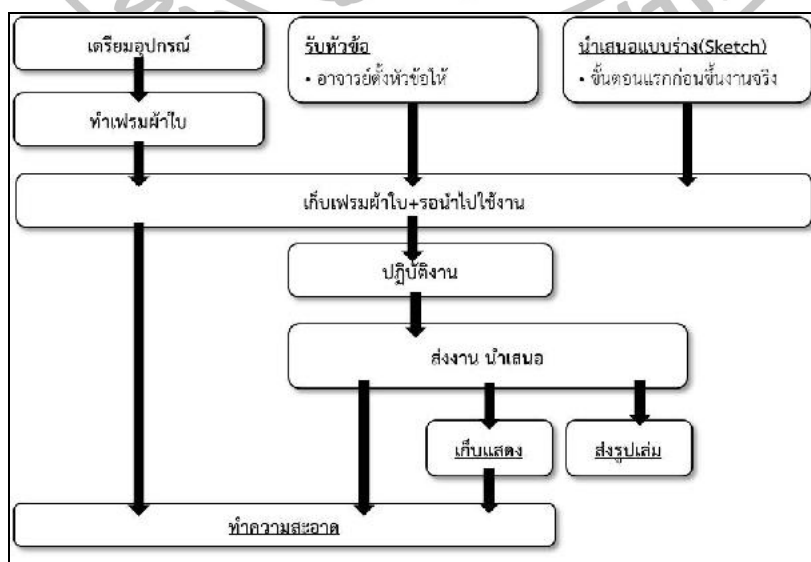 เตรียมอุปกรณ์
รับหัวข้อ
• อาจารย์ตั้งหัวข้อให้
นำเสนอแบบร่าง(Sketch)
• ขั้นตอนแรกก่อนขึ้นงานจริง
ทำเฟรมผ้าใบ
เก็บเฟรมผ้าใบ+รอนำไปใช้งาน
ปฏิบัติงาน
ส่งงาน นำเสนอ
เก็บแสดง
ส่งรูปเล่ม
ทำความสะอาด